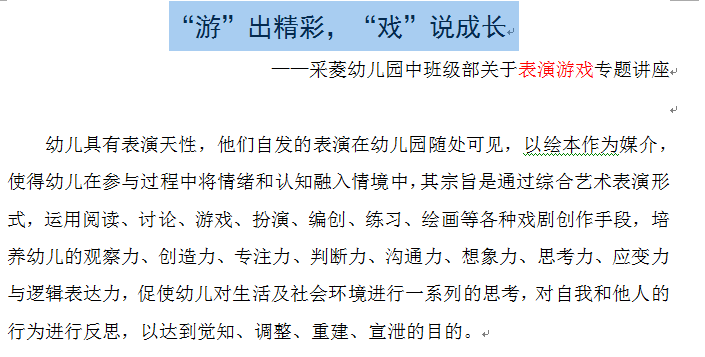 “游”出精彩，“戏”说成长
——采菱幼儿园中班级部关于表演游戏专题讲座
幼儿具有表演天性，他们自发的表演在幼儿园随处可见，以绘本作为媒介，
使得幼儿在参与过程中将情绪和认知融入情境中，其宗旨是通过综合艺术表演形
式，运用阅读、讨论、游戏、扮演、编创、练习、绘画等各种戏剧创作手段，培
养幼儿的观察力、创造力、专注力、判断力、沟通力、想象力、思考力、应变力
与逻辑表达力，促使幼儿对生活及社会环境进行一系列的思考，对自我和他人的
行为进行反思，以达到觉知、调整、重建、宣泄的目的。